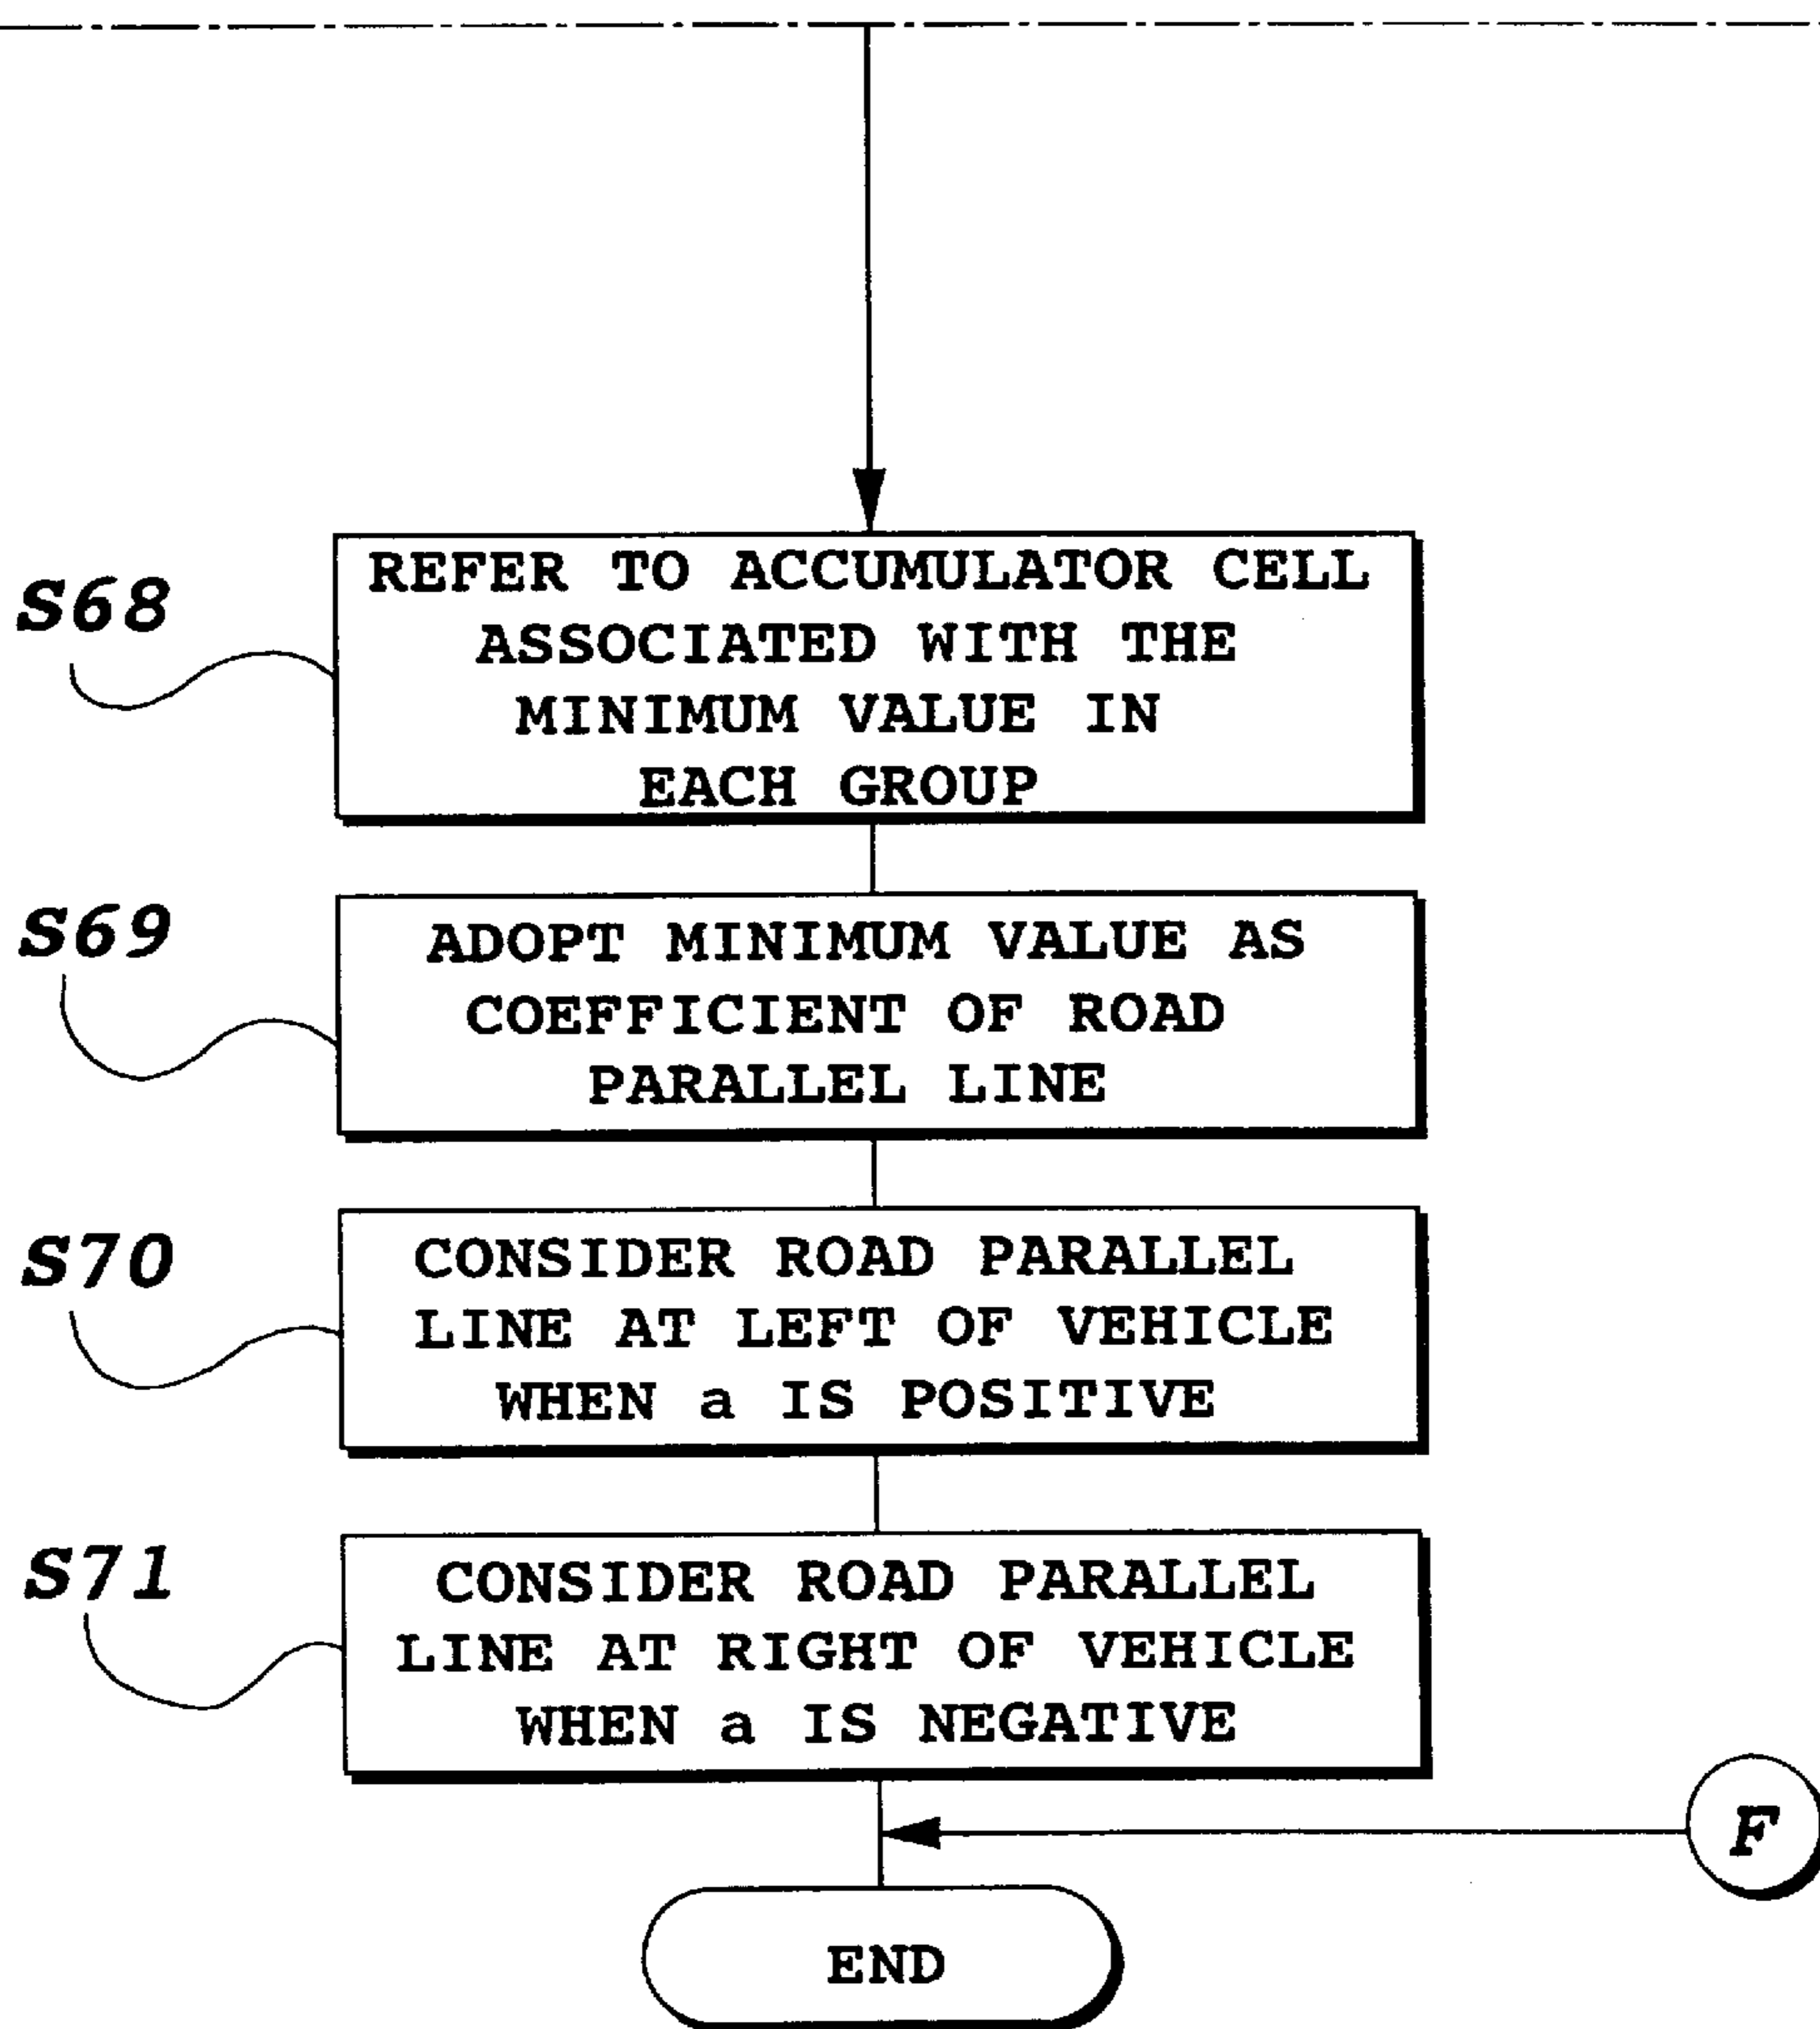 S68
REFER TO ACCUMULATOR CELL
ASSOCIATED WITH THE
MINIMUM VALUE IN
EACH GROUP
S69
ADOPT MINIMUM VALUE AS
COEFFICIENT OF ROAD
PARALLEL LINE
S70
CONSIDER ROAD PARALLEL
LINE AT LEFT OF VEHICLE
WHEN a IS POSITIVE
S71
CONSIDER ROAD PARALLEL
LINE AT RIGHT OF VEHICLE
WHEN a IS NEGATIVE
F
END